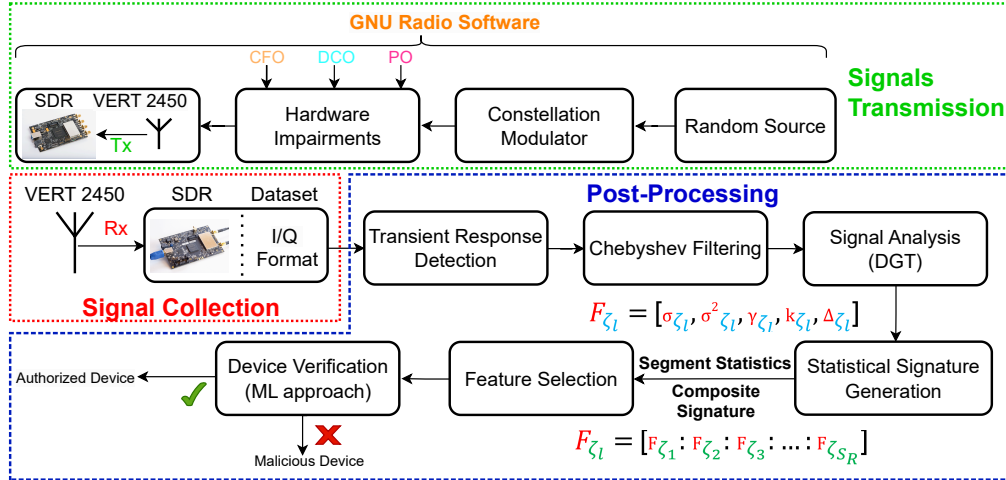 GNU Radio Software
CFO
DCO
PO
Signals
Transmission
SDR
VERT 2450
Tx
Hardware
Impairments
Constellation
Modulator
Random Source
VERT 2450
Rx
SDR
Dataset
I/Q
Format
Signal Collection
Post-Processing
Transient Response
Detection
Chebyshev Filtering
Signal Analysis
(DGT)
F_{ζ_l} = [σ_{ζ_l}, σ²_{ζ_l}, γ_{ζ_l}, k_{ζ_l}, Δ_{ζ_l}]
Statistical Signature
Generation
Segment Statistics
Composite
Signature
F_{ζ_l} = [F_{ζ_1}: F_{ζ_2}: F_{ζ_3}: …: F_{ζ_{S_R}}]
Feature Selection
Device Verification
(ML approach)
Authorized Device
Malicious Device